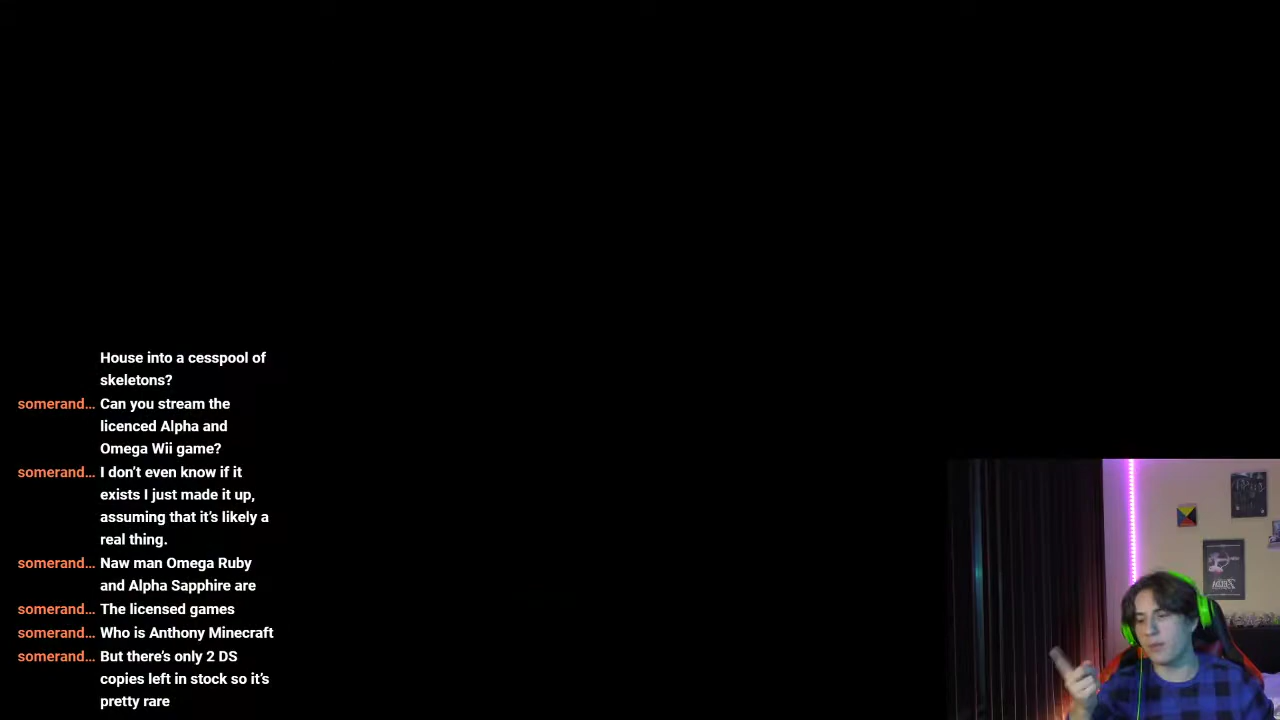 House into a cesspool of
skeletons?
somerand... Can you stream the
licenced Alpha and
Omega Wii game?
somerand... I don't even know if it
exists I just made it up,
assuming that it's likely a
real thing.
somerand... Naw man Omega Ruby
and Alpha Sapphire are
somerand... The licensed games
somerand... Who is Anthony Minecraft
somerand... But there's only 2 DS
copies left in stock so it's
pretty rare